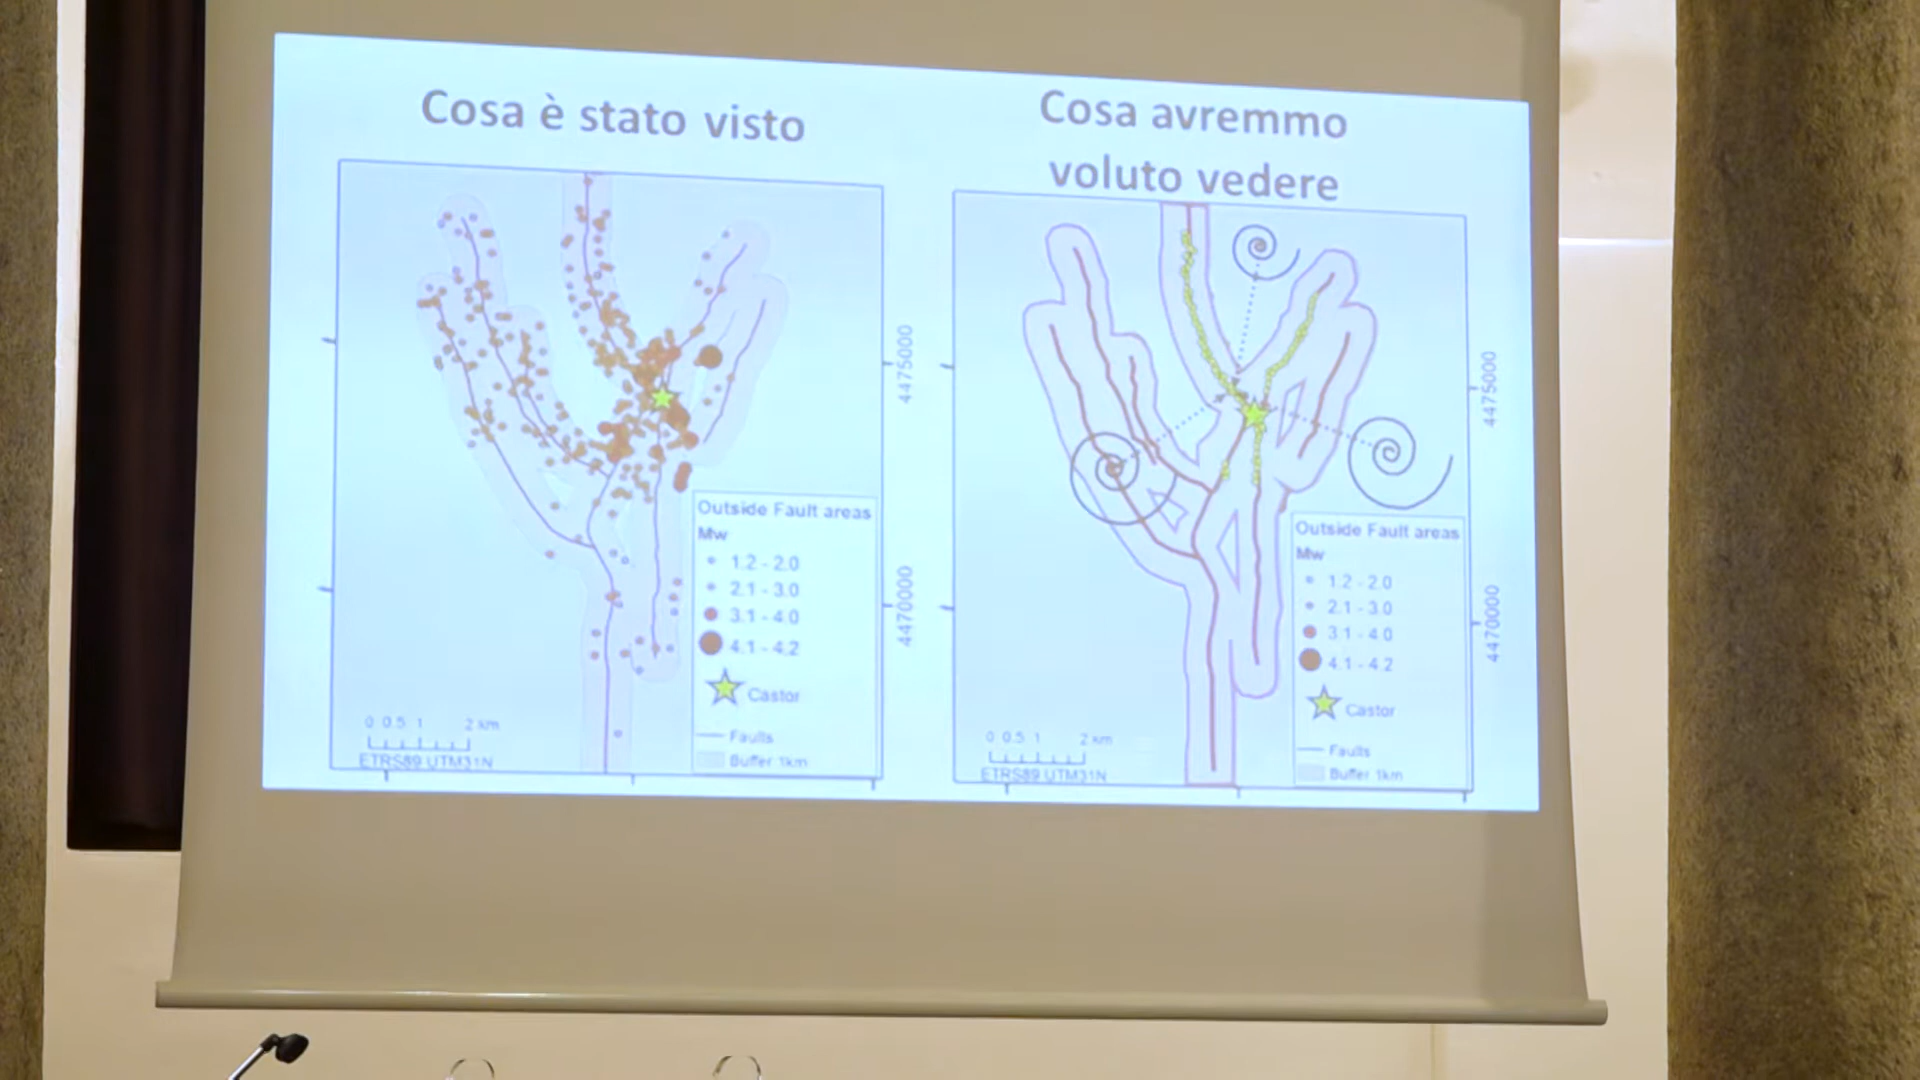 Cosa è stato visto
Cosa avremmo
voluto vedere
4475000
4470000
Outside Fault areas
Mw
1.2 - 2.0
2.1 - 3.0
3.1 - 4.0
4.1 - 4.2
Castor
Faults
Buffer 1km
0 0.5 1 2 km
ETRS89 UTM31N
4475000
4470000
Outside Fault areas
Mw
1.2 - 2.0
2.1 - 3.0
3.1 - 4.0
4.1 - 4.2
Castor
Faults
Buffer 1km
0 0.5 1 2 km
ETRS89 UTM31N